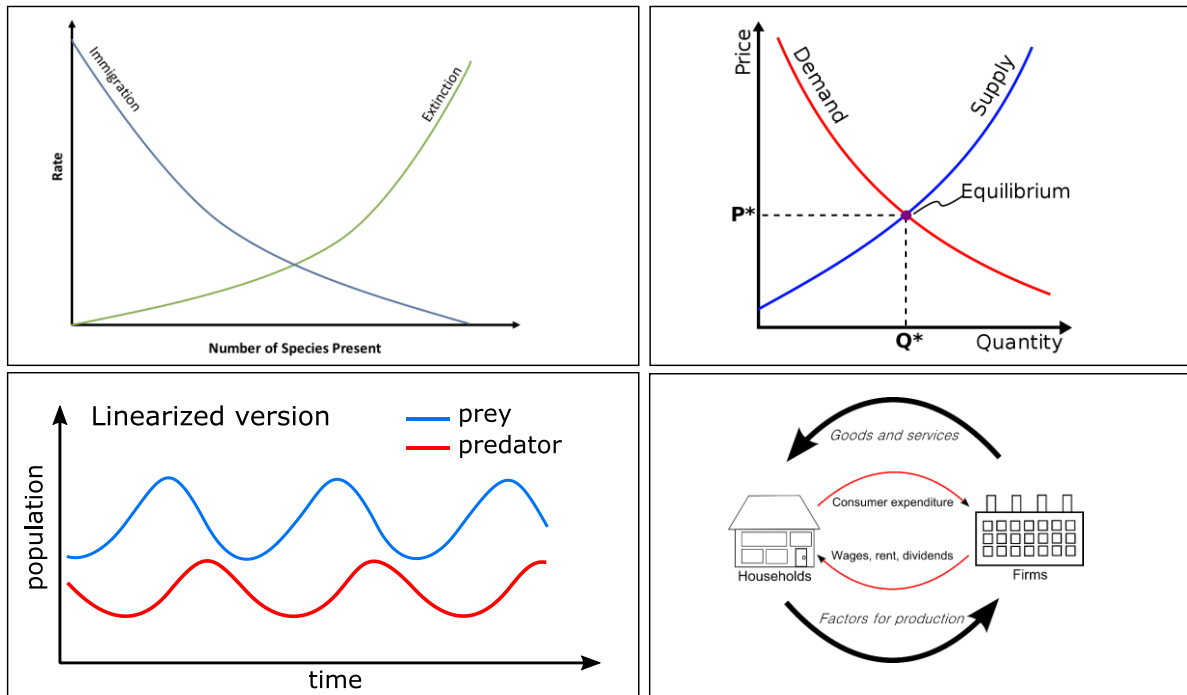 Immigration
Extinction
Rate
Number of Species Present
Price
Demand
Supply
Equilibrium
P*
Q*
Quantity
Linearized version
prey
predator
population
time
Goods and services
Consumer expenditure
Wages, rent, dividends
Households
Firms
Factors for production